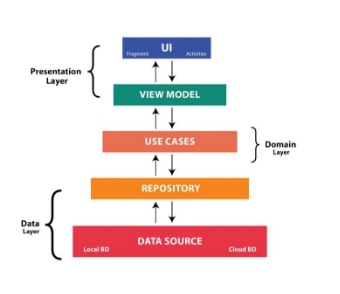 UI
Fragment Activities
Presentation
Layer
VIEW MODEL
USE CASES
Domain
Layer
REPOSITORY
Data
Layer
DATA SOURCE
Local BD Cloud BD